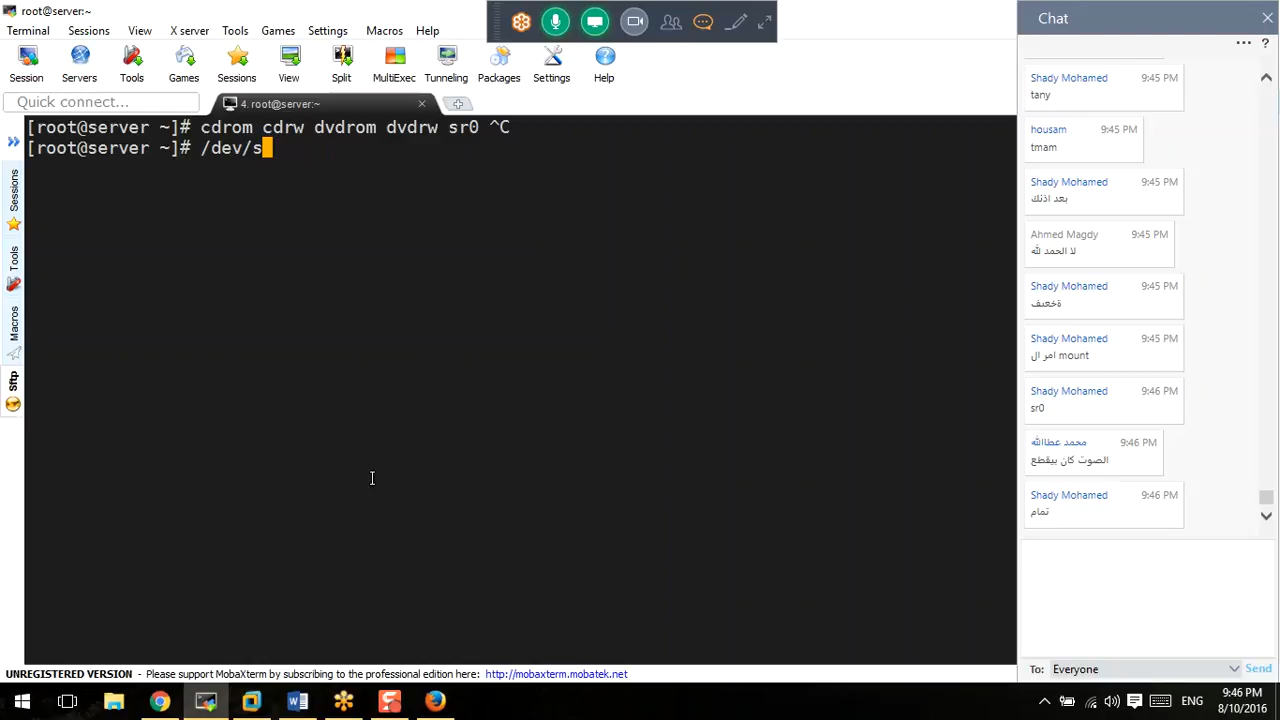 root@server:~
Terminal Sessions View X server Tools Games Settings Macros Help
Session Servers Tools Games Sessions View Split MultiExec Tunneling Packages Settings Help
Quick connect...
4. root@server:~
[root@server ~]# cdrom cdrw dvdrom dvdrw sr0 ^C
[root@server ~]# /dev/s
Sessions
Tools
Macros
Sftp
UNREGISTERED VERSION - Please support MobaXterm by subscribing to the professional edition here: http://mobaxterm.mobatek.net
Chat
?
Shady Mohamed 9:45 PM
tany
housam 9:45 PM
tmam
Shady Mohamed 9:45 PM
بعد اذنك
Ahmed Magdy 9:45 PM
لا الحمد لله
Shady Mohamed 9:45 PM
ةخعىف
Shady Mohamed 9:45 PM
امر ال mount
Shady Mohamed 9:46 PM
sr0
محمد عطاالله 9:46 PM
الصوت كان بيقطع
Shady Mohamed 9:46 PM
تمام
To: Everyone Send
ENG
9:46 PM
8/10/2016